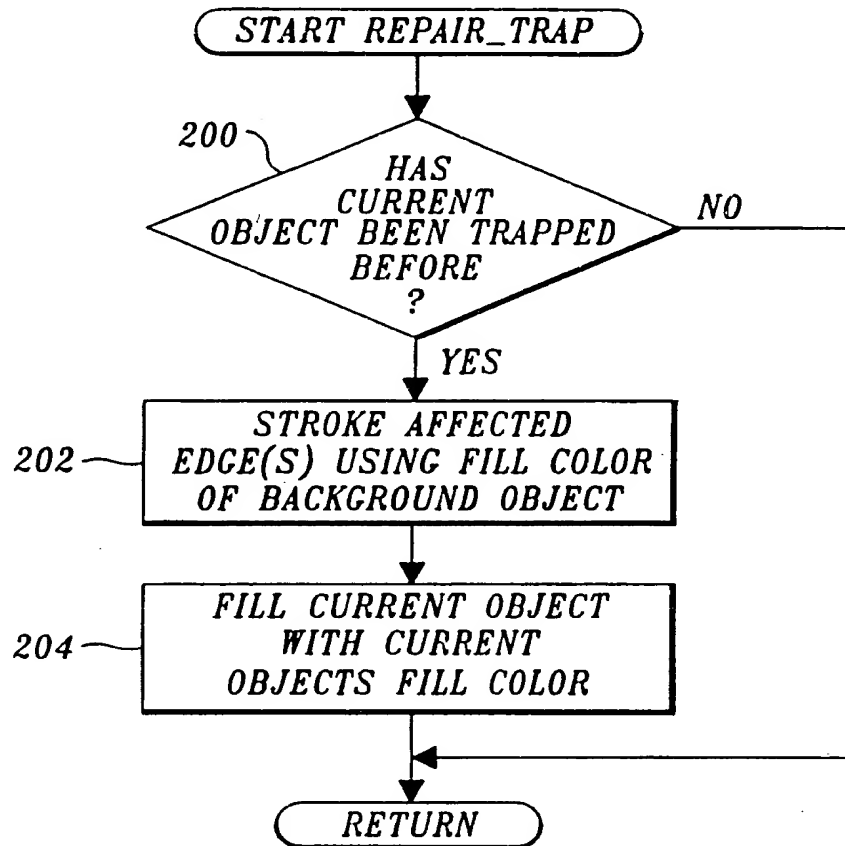 START REPAIR_TRAP
200
HAS
CURRENT
OBJECT BEEN TRAPPED
BEFORE
?
NO
YES
202
STROKE AFFECTED
EDGE(S) USING FILL COLOR
OF BACKGROUND OBJECT
204
FILL CURRENT OBJECT
WITH CURRENT
OBJECTS FILL COLOR
RETURN